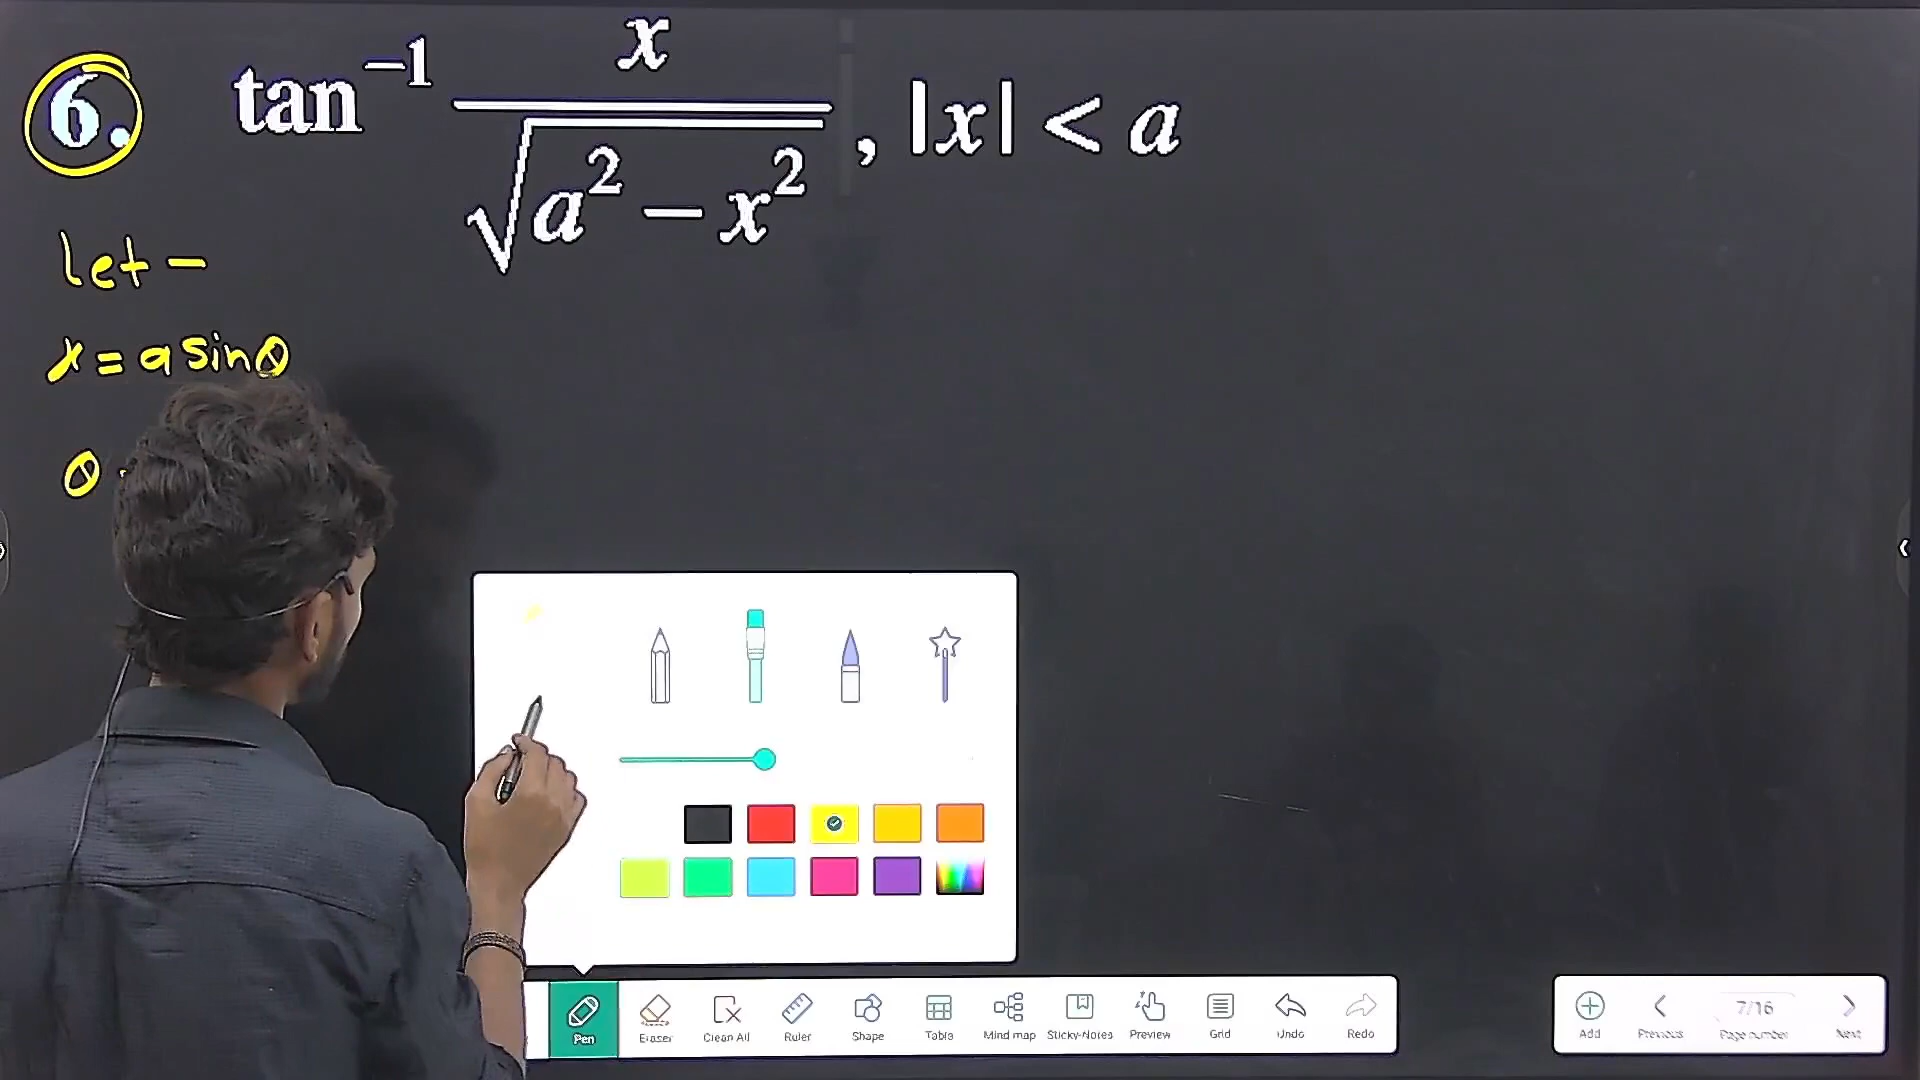 6. tan⁻¹ x/√(a² − x²), |x| < a
let -
x = a sinθ
θ
Pen Eraser Clean All Ruler Shape Table Mind map Sticky-Notes Preview Grid Undo Redo
Add Previous 7/16 Page number Next